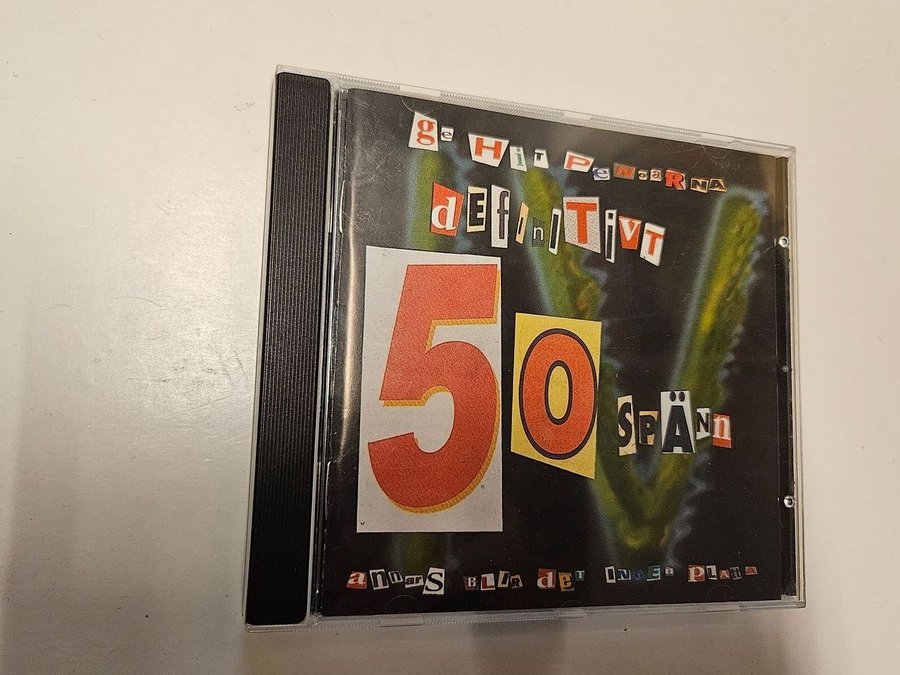 ge HiT PengarNA
deFiniTiVT
50 SPÄNn
annars BLIR deT INGEn PLaTTa